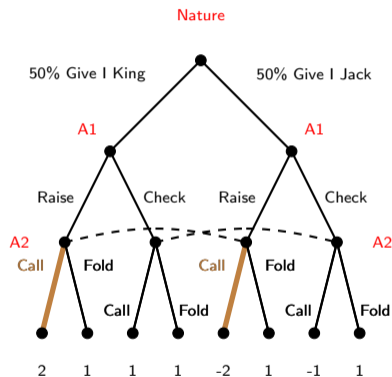 Nature
50% Give I King 50% Give I Jack
A1 A1
Raise Check Raise Check
A2 A2
Call Fold Call Fold
Call Fold Call Fold
2 1 1 1 -2 1 -1 1